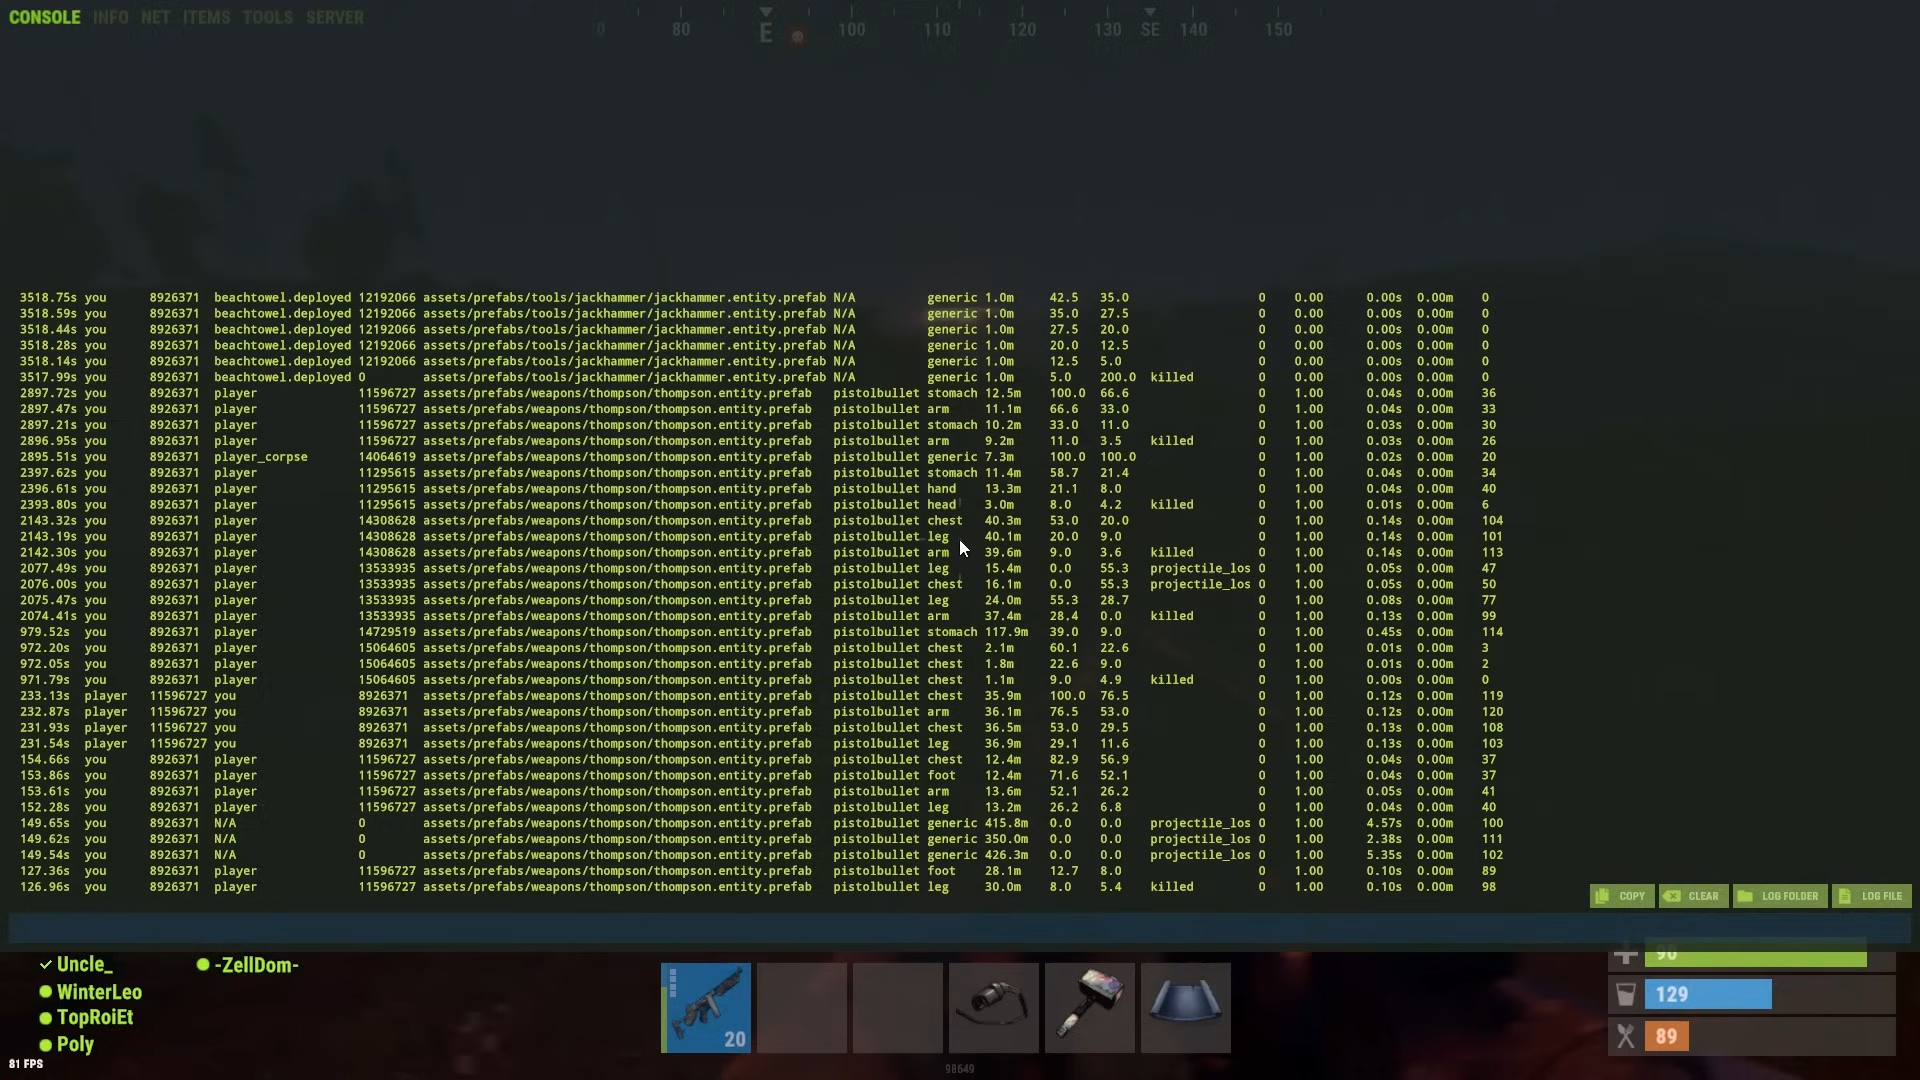 CONSOLE INFO NET ITEMS TOOLS SERVER
0 80 E 100 110 120 130 SE 140 150
3518.75s you 8926371 beachtowel.deployed 12192066 assets/prefabs/tools/jackhammer/jackhammer.entity.prefab N/A generic 1.0m 42.5 35.0 0 0.00 0.00s 0.00m 0
3518.59s you 8926371 beachtowel.deployed 12192066 assets/prefabs/tools/jackhammer/jackhammer.entity.prefab N/A generic 1.0m 35.0 27.5 0 0.00 0.00s 0.00m 0
3518.44s you 8926371 beachtowel.deployed 12192066 assets/prefabs/tools/jackhammer/jackhammer.entity.prefab N/A generic 1.0m 27.5 20.0 0 0.00 0.00s 0.00m 0
3518.28s you 8926371 beachtowel.deployed 12192066 assets/prefabs/tools/jackhammer/jackhammer.entity.prefab N/A generic 1.0m 20.0 12.5 0 0.00 0.00s 0.00m 0
3518.14s you 8926371 beachtowel.deployed 12192066 assets/prefabs/tools/jackhammer/jackhammer.entity.prefab N/A generic 1.0m 12.5 5.0 0 0.00 0.00s 0.00m 0
3517.99s you 8926371 beachtowel.deployed 0 assets/prefabs/tools/jackhammer/jackhammer.entity.prefab N/A generic 1.0m 5.0 200.0 killed 0 0.00 0.00s 0.00m 0
2897.72s you 8926371 player 11596727 assets/prefabs/weapons/thompson/thompson.entity.prefab pistolbullet stomach 12.5m 100.0 66.6 0 1.00 0.04s 0.00m 36
2897.47s you 8926371 player 11596727 assets/prefabs/weapons/thompson/thompson.entity.prefab pistolbullet arm 11.1m 66.6 33.0 0 1.00 0.04s 0.00m 33
2897.21s you 8926371 player 11596727 assets/prefabs/weapons/thompson/thompson.entity.prefab pistolbullet stomach 10.2m 33.0 11.0 0 1.00 0.03s 0.00m 30
2896.95s you 8926371 player 11596727 assets/prefabs/weapons/thompson/thompson.entity.prefab pistolbullet arm 9.2m 11.0 3.5 killed 0 1.00 0.03s 0.00m 26
2895.51s you 8926371 player_corpse 14064619 assets/prefabs/weapons/thompson/thompson.entity.prefab pistolbullet generic 7.3m 100.0 100.0 0 1.00 0.02s 0.00m 20
2397.62s you 8926371 player 11295615 assets/prefabs/weapons/thompson/thompson.entity.prefab pistolbullet stomach 11.4m 58.7 21.4 0 1.00 0.04s 0.00m 34
2396.61s you 8926371 player 11295615 assets/prefabs/weapons/thompson/thompson.entity.prefab pistolbullet hand 13.3m 21.1 8.0 0 1.00 0.04s 0.00m 40
2393.80s you 8926371 player 11295615 assets/prefabs/weapons/thompson/thompson.entity.prefab pistolbullet head 3.0m 8.0 4.2 killed 0 1.00 0.01s 0.00m 6
2143.32s you 8926371 player 14308628 assets/prefabs/weapons/thompson/thompson.entity.prefab pistolbullet chest 40.3m 53.0 20.0 0 1.00 0.14s 0.00m 104
2143.19s you 8926371 player 14308628 assets/prefabs/weapons/thompson/thompson.entity.prefab pistolbullet leg 40.1m 20.0 9.0 0 1.00 0.14s 0.00m 101
2142.30s you 8926371 player 14308628 assets/prefabs/weapons/thompson/thompson.entity.prefab pistolbullet arm 39.6m 9.0 3.6 killed 0 1.00 0.14s 0.00m 113
2077.49s you 8926371 player 13533935 assets/prefabs/weapons/thompson/thompson.entity.prefab pistolbullet leg 15.4m 0.0 55.3 projectile_los 0 1.00 0.05s 0.00m 47
2076.00s you 8926371 player 13533935 assets/prefabs/weapons/thompson/thompson.entity.prefab pistolbullet chest 16.1m 0.0 55.3 projectile_los 0 1.00 0.05s 0.00m 50
2075.47s you 8926371 player 13533935 assets/prefabs/weapons/thompson/thompson.entity.prefab pistolbullet leg 24.0m 55.3 28.7 0 1.00 0.08s 0.00m 77
2074.41s you 8926371 player 13533935 assets/prefabs/weapons/thompson/thompson.entity.prefab pistolbullet arm 37.4m 28.4 0.0 killed 0 1.00 0.13s 0.00m 99
979.52s you 8926371 player 14729519 assets/prefabs/weapons/thompson/thompson.entity.prefab pistolbullet stomach 117.9m 39.0 9.0 0 1.00 0.45s 0.00m 114
972.20s you 8926371 player 15064605 assets/prefabs/weapons/thompson/thompson.entity.prefab pistolbullet chest 2.1m 60.1 22.6 0 1.00 0.01s 0.00m 3
972.05s you 8926371 player 15064605 assets/prefabs/weapons/thompson/thompson.entity.prefab pistolbullet chest 1.8m 22.6 9.0 0 1.00 0.01s 0.00m 2
971.79s you 8926371 player 15064605 assets/prefabs/weapons/thompson/thompson.entity.prefab pistolbullet chest 1.1m 9.0 4.9 killed 0 1.00 0.00s 0.00m 0
233.13s player 11596727 you 8926371 assets/prefabs/weapons/thompson/thompson.entity.prefab pistolbullet chest 35.9m 100.0 76.5 0 1.00 0.12s 0.00m 119
232.87s player 11596727 you 8926371 assets/prefabs/weapons/thompson/thompson.entity.prefab pistolbullet arm 36.1m 76.5 53.0 0 1.00 0.12s 0.00m 120
231.93s player 11596727 you 8926371 assets/prefabs/weapons/thompson/thompson.entity.prefab pistolbullet chest 36.5m 53.0 29.5 0 1.00 0.13s 0.00m 108
231.54s player 11596727 you 8926371 assets/prefabs/weapons/thompson/thompson.entity.prefab pistolbullet leg 36.9m 29.1 11.6 0 1.00 0.13s 0.00m 103
154.66s you 8926371 player 11596727 assets/prefabs/weapons/thompson/thompson.entity.prefab pistolbullet chest 12.4m 82.9 56.9 0 1.00 0.04s 0.00m 37
153.86s you 8926371 player 11596727 assets/prefabs/weapons/thompson/thompson.entity.prefab pistolbullet foot 12.4m 71.6 52.1 0 1.00 0.04s 0.00m 37
153.61s you 8926371 player 11596727 assets/prefabs/weapons/thompson/thompson.entity.prefab pistolbullet arm 13.6m 52.1 26.2 0 1.00 0.05s 0.00m 41
152.28s you 8926371 player 11596727 assets/prefabs/weapons/thompson/thompson.entity.prefab pistolbullet leg 13.2m 26.2 6.8 0 1.00 0.04s 0.00m 40
149.65s you 8926371 N/A 0 assets/prefabs/weapons/thompson/thompson.entity.prefab pistolbullet generic 415.8m 0.0 0.0 projectile_los 0 1.00 4.57s 0.00m 100
149.62s you 8926371 N/A 0 assets/prefabs/weapons/thompson/thompson.entity.prefab pistolbullet generic 350.0m 0.0 0.0 projectile_los 0 1.00 2.38s 0.00m 111
149.54s you 8926371 N/A 0 assets/prefabs/weapons/thompson/thompson.entity.prefab pistolbullet generic 426.3m 0.0 0.0 projectile_los 0 1.00 5.35s 0.00m 102
127.36s you 8926371 player 11596727 assets/prefabs/weapons/thompson/thompson.entity.prefab pistolbullet foot 28.1m 12.7 8.0 0 1.00 0.10s 0.00m 89
126.96s you 8926371 player 11596727 assets/prefabs/weapons/thompson/thompson.entity.prefab pistolbullet leg 30.0m 8.0 5.4 killed 0 1.00 0.10s 0.00m 98
COPY CLEAR LOG FOLDER LOG FILE
Uncle_ -ZellDom-
WinterLeo
TopRoiEt
Poly
81 FPS
20
98649
90
129
89